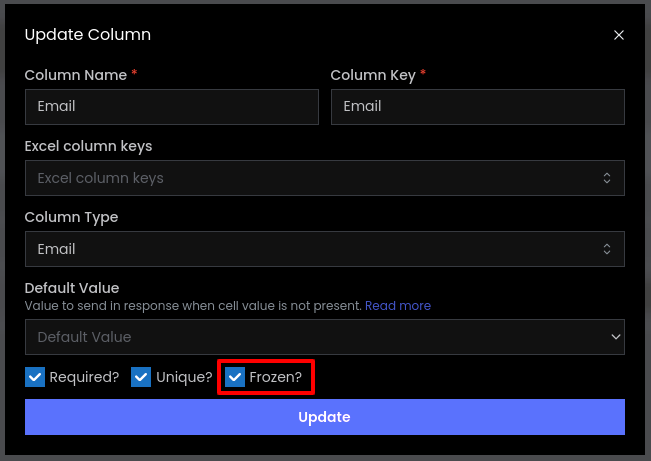 Update Column
Column Name * Column Key *
Email Email
Excel column keys
Excel column keys
Column Type
Email
Default Value
Value to send in response when cell value is not present. Read more
Default Value
Required? Unique? Frozen?
Update